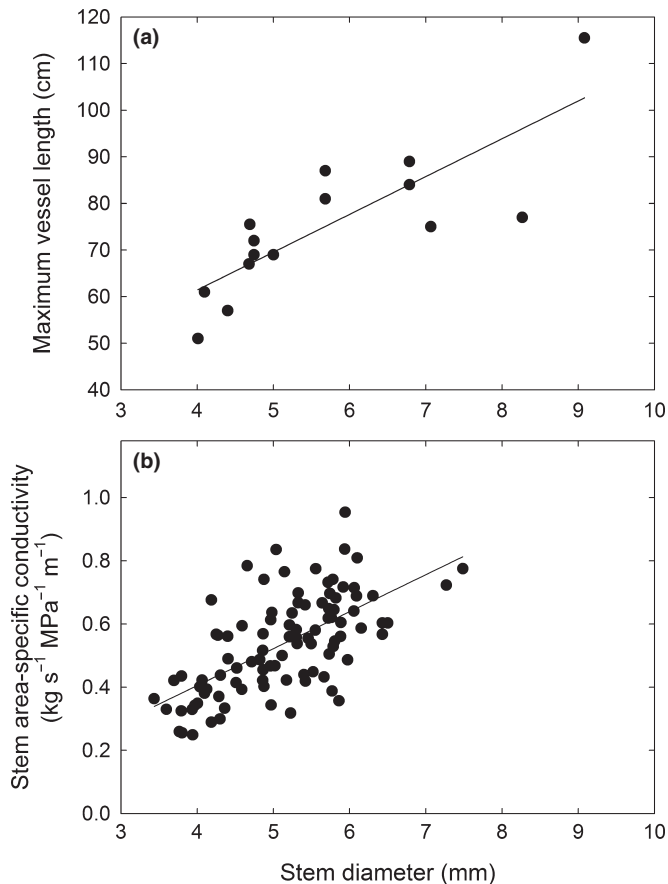 (a)
Maximum vessel length (cm)
120
110
100
90
80
70
60
50
40
3 4 5 6 7 8 9 10
(b)
Stem area-specific conductivity
(kg s⁻¹ MPa⁻¹ m⁻¹)
1.0
0.8
0.6
0.4
0.2
0.0
3 4 5 6 7 8 9 10
Stem diameter (mm)